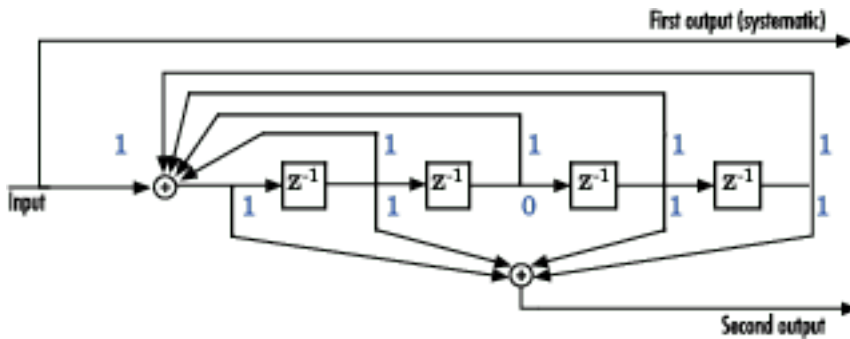 First output (systematic)
1 1 1 1 1
Z-1 Z-1 Z-1 Z-1
Input
1 1 0 1 1
Second output